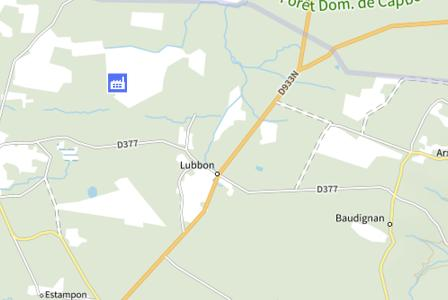 Forêt Dom. de Capbo
D933N
D377
Lubbon
D377
Ar
Baudignan
Estampon